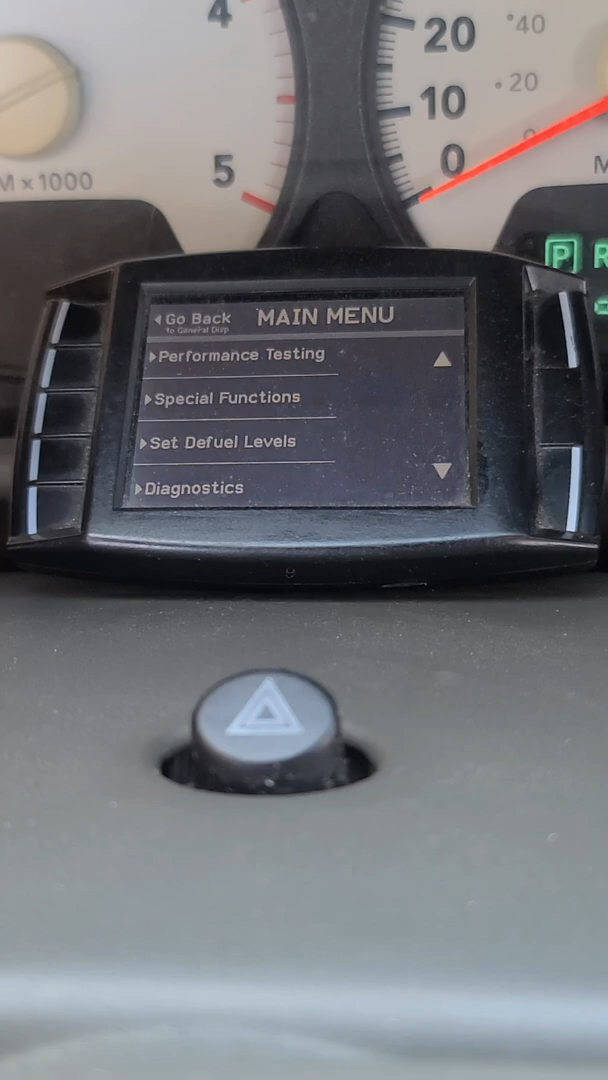 4
20
40
10
20
0
0
5
M x1000
M
P R
Go Back
to General Disp
MAIN MENU
Performance Testing
Special Functions
Set Defuel Levels
Diagnostics